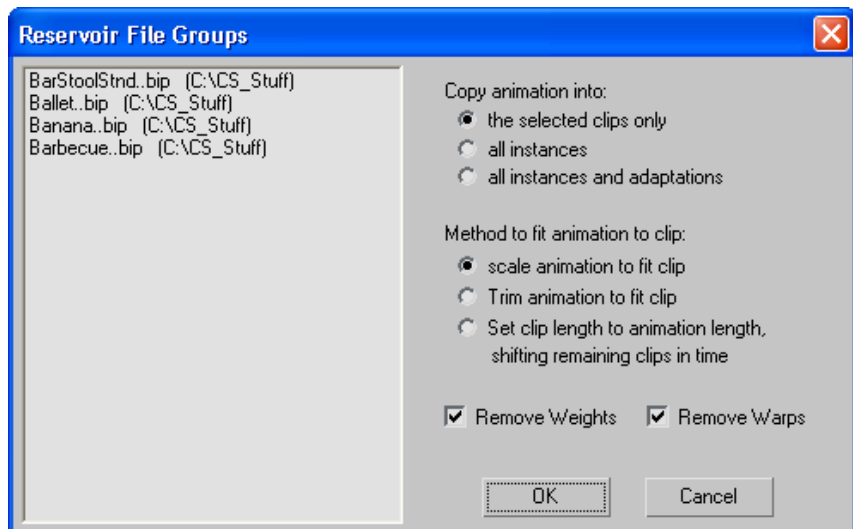 Reservoir File Groups
BarStoolStnd..bip (C:\CS_Stuff)
Ballet..bip (C:\CS_Stuff)
Banana..bip (C:\CS_Stuff)
Barbecue..bip (C:\CS_Stuff)
Copy animation into:
the selected clips only
all instances
all instances and adaptations
Method to fit animation to clip:
scale animation to fit clip
Trim animation to fit clip
Set clip length to animation length,
shifting remaining clips in time
Remove Weights Remove Warps
OK Cancel